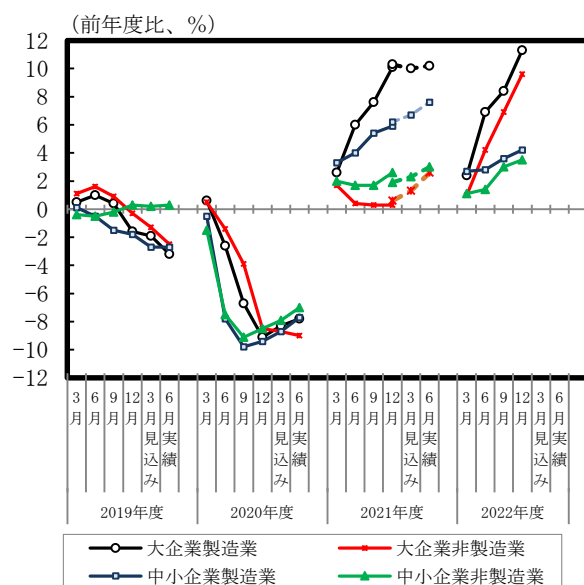 (前年度比、%)
12
10
8
6
4
2
0
−2
−4
−6
−8
−10
−12
3月 6月 9月 12月 3月見込み 6月実績 3月 6月 9月 12月 3月見込み 6月実績 3月 6月 9月 12月 3月見込み 6月実績 3月 6月 9月 12月 3月見込み 6月実績
2019年度 2020年度 2021年度 2022年度
大企業製造業 大企業非製造業
中小企業製造業 中小企業非製造業